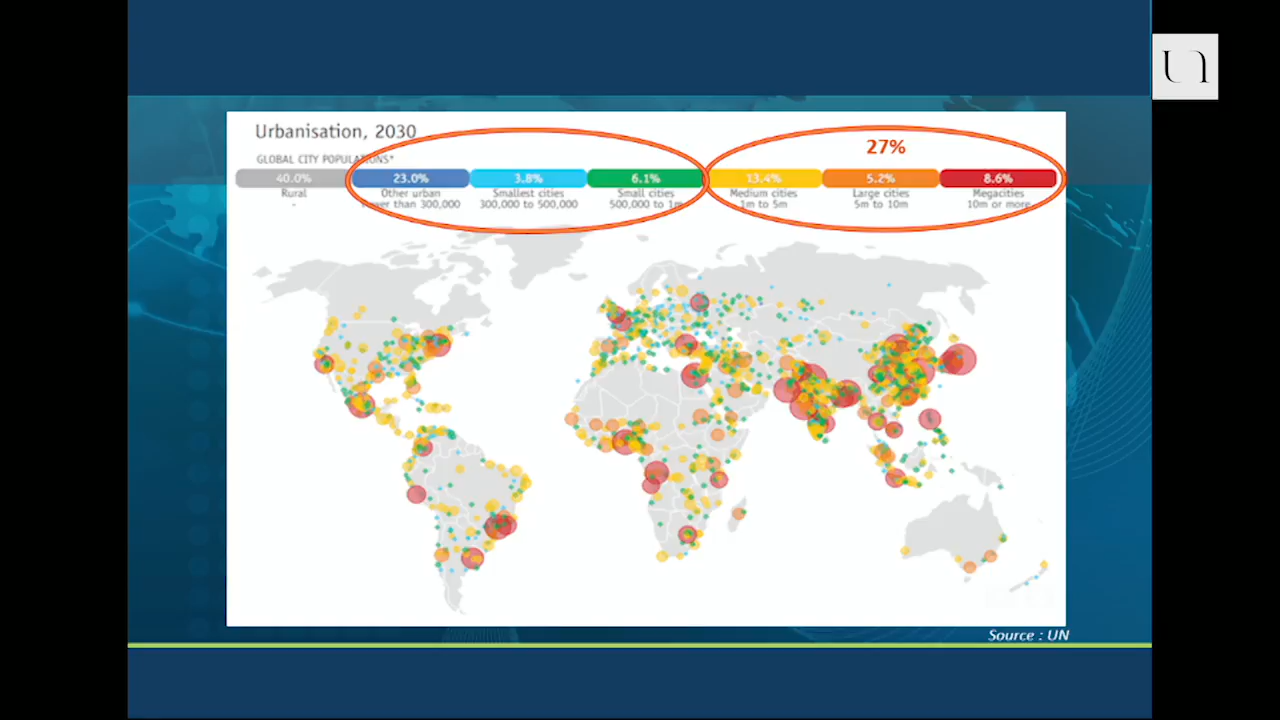 Urbanisation, 2030
27%
GLOBAL CITY POPULATIONS*
40.0% 23.0% 3.8% 6.1% 13.4% 5.2% 8.6%
Rural Other urban Smallest cities Small cities Medium cities Large cities Megacities
- fewer than 300,000 300,000 to 500,000 500,000 to 1m 1m to 5m 5m to 10m 10m or more
Source : UN